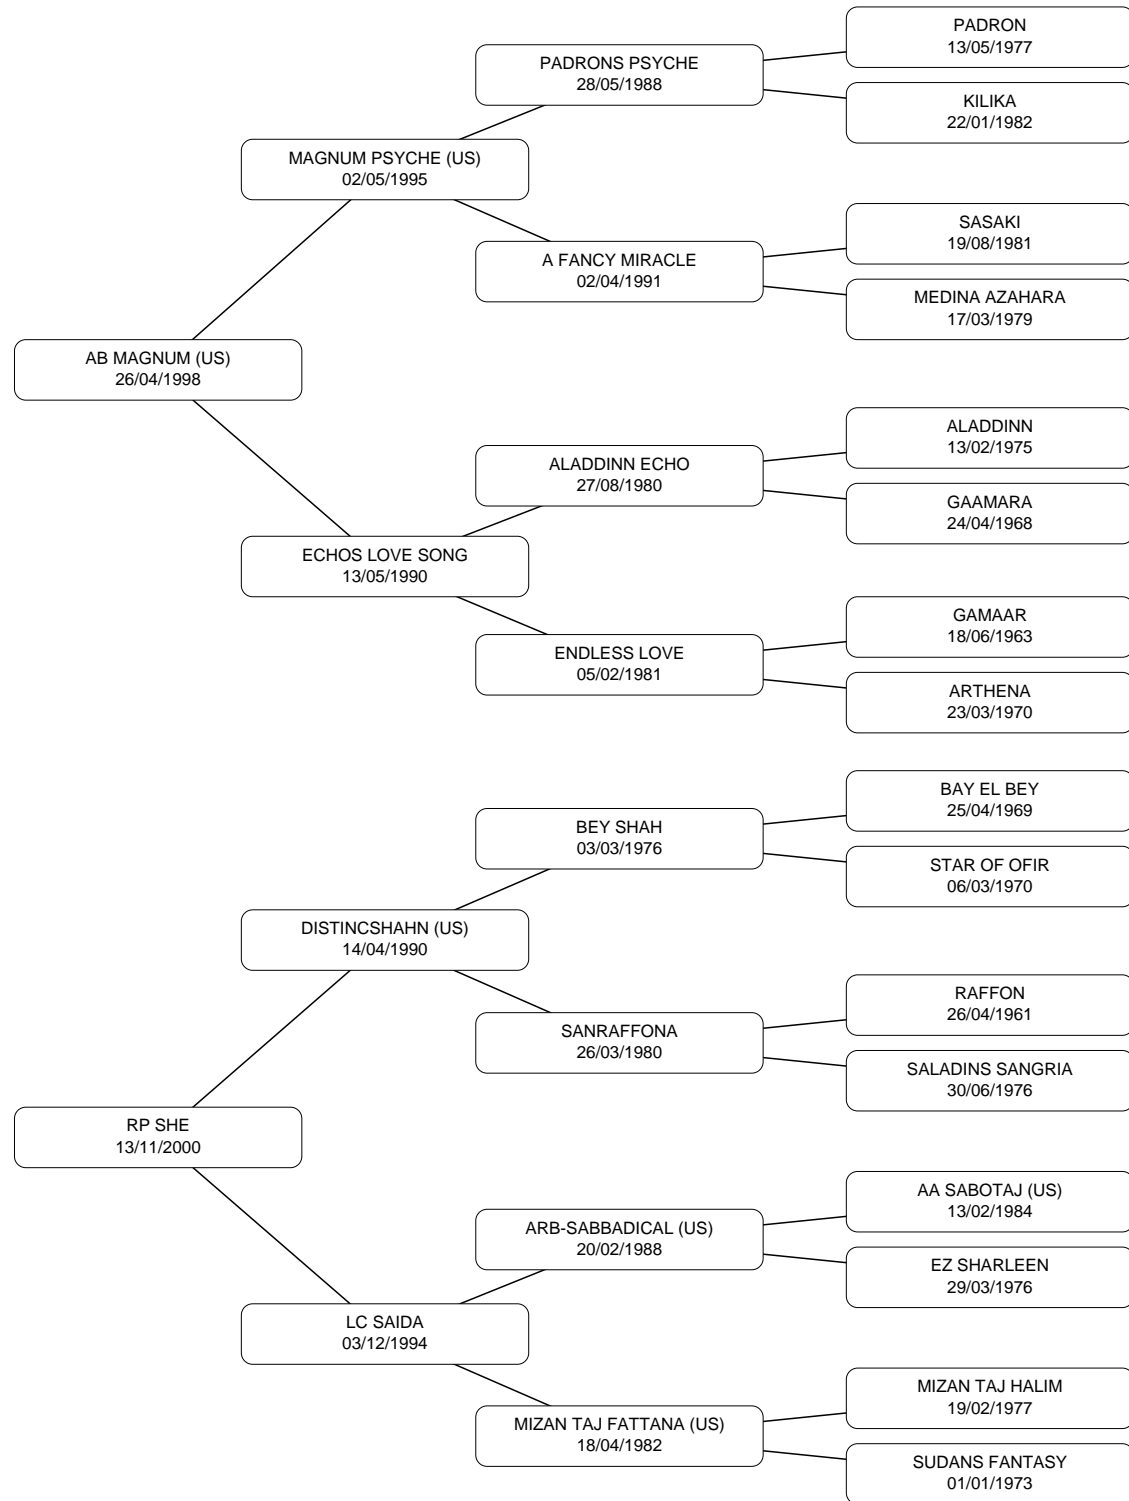 PADRON
13/05/1977
PADRONS PSYCHE
28/05/1988
KILIKA
22/01/1982
MAGNUM PSYCHE (US)
02/05/1995
SASAKI
19/08/1981
A FANCY MIRACLE
02/04/1991
MEDINA AZAHARA
17/03/1979
AB MAGNUM (US)
26/04/1998
ALADDINN
13/02/1975
ALADDINN ECHO
27/08/1980
GAAMARA
24/04/1968
ECHOS LOVE SONG
13/05/1990
GAMAAR
18/06/1963
ENDLESS LOVE
05/02/1981
ARTHENA
23/03/1970
BAY EL BEY
25/04/1969
BEY SHAH
03/03/1976
STAR OF OFIR
06/03/1970
DISTINCSHAHN (US)
14/04/1990
RAFFON
26/04/1961
SANRAFFONA
26/03/1980
SALADINS SANGRIA
30/06/1976
RP SHE
13/11/2000
AA SABOTAJ (US)
13/02/1984
ARB-SABBADICAL (US)
20/02/1988
EZ SHARLEEN
29/03/1976
LC SAIDA
03/12/1994
MIZAN TAJ HALIM
19/02/1977
MIZAN TAJ FATTANA (US)
18/04/1982
SUDANS FANTASY
01/01/1973